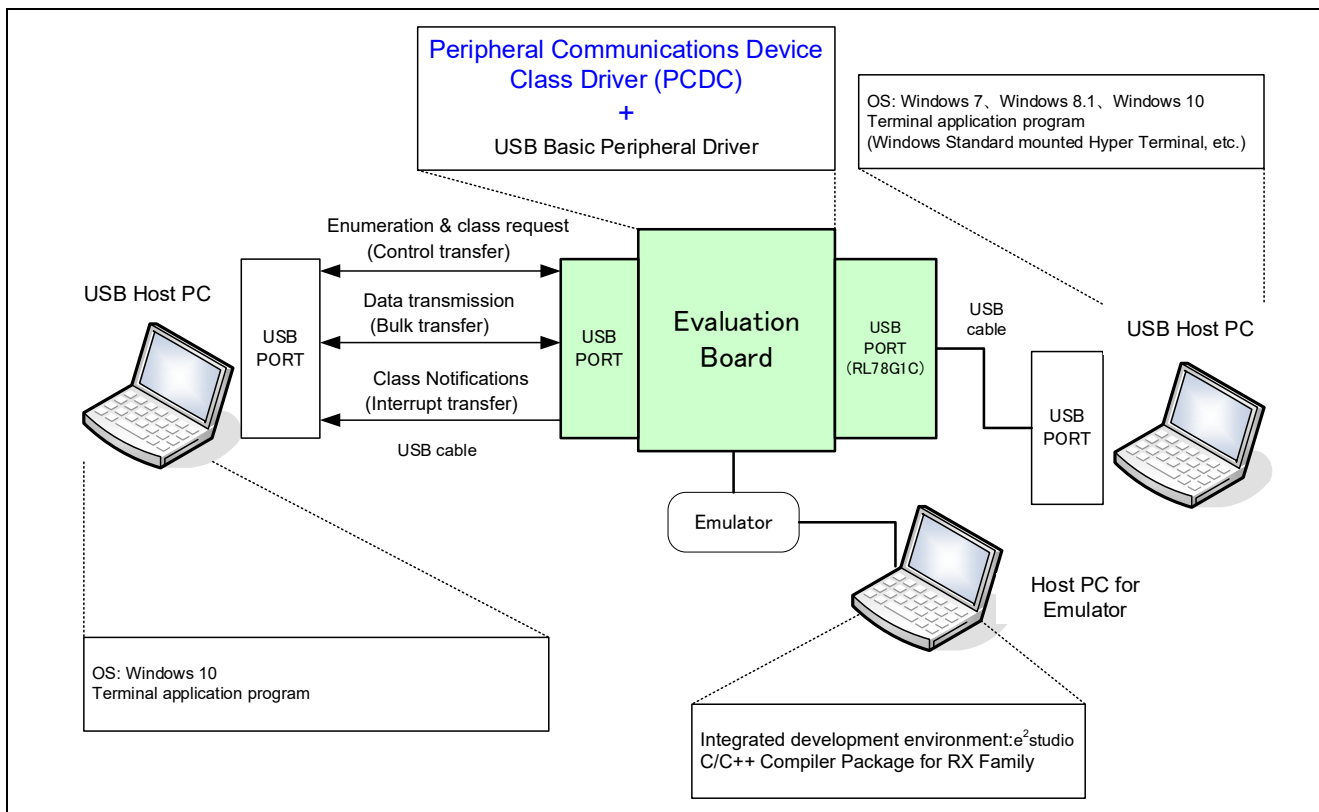 Peripheral Communications Device
Class Driver (PCDC)
+
USB Basic Peripheral Driver
OS: Windows 7、Windows 8.1、Windows 10
Terminal application program
(Windows Standard mounted Hyper Terminal, etc.)
Enumeration & class request
(Control transfer)
Data transmission
(Bulk transfer)
Class Notifications
(Interrupt transfer)
USB cable
USB Host PC
USB
PORT
USB
PORT
Evaluation
Board
USB
PORT
(RL78G1C)
USB
cable
USB
PORT
USB Host PC
Emulator
Host PC for
Emulator
OS: Windows 10
Terminal application program
Integrated development environment:e²studio
C/C++ Compiler Package for RX Family